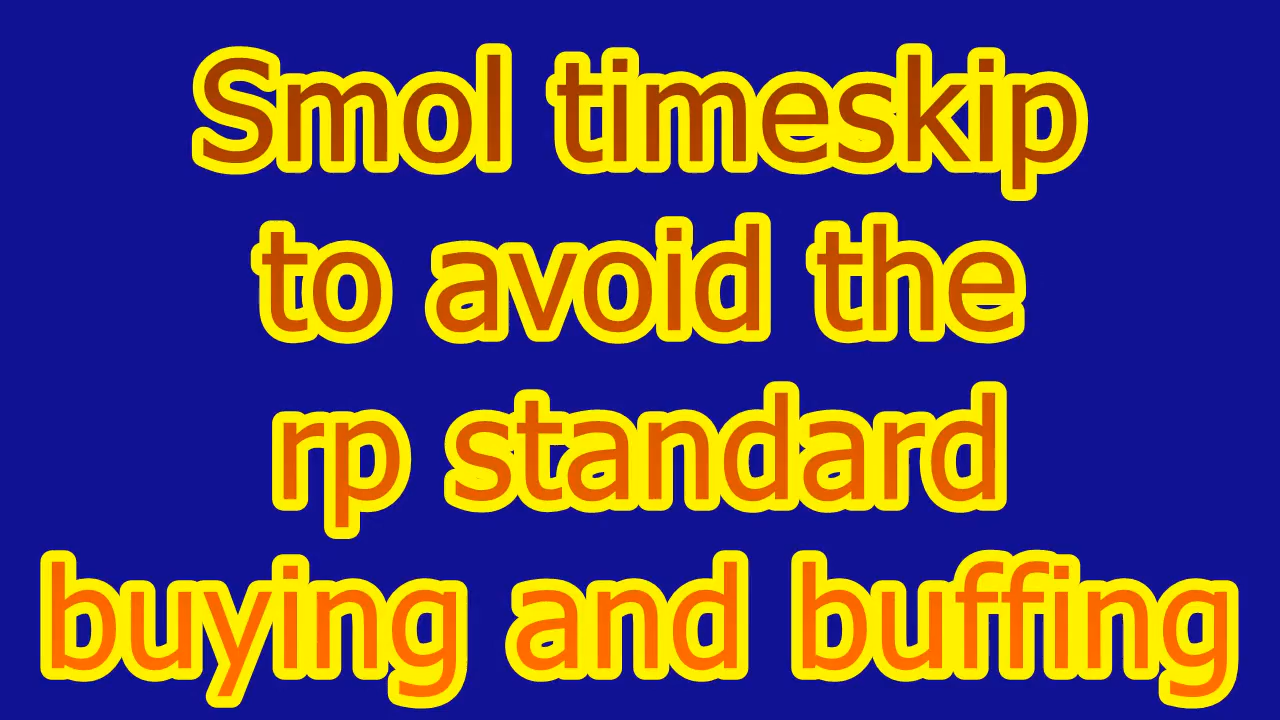 Smol timeskip
to avoid the
rp standard
buying and buffing